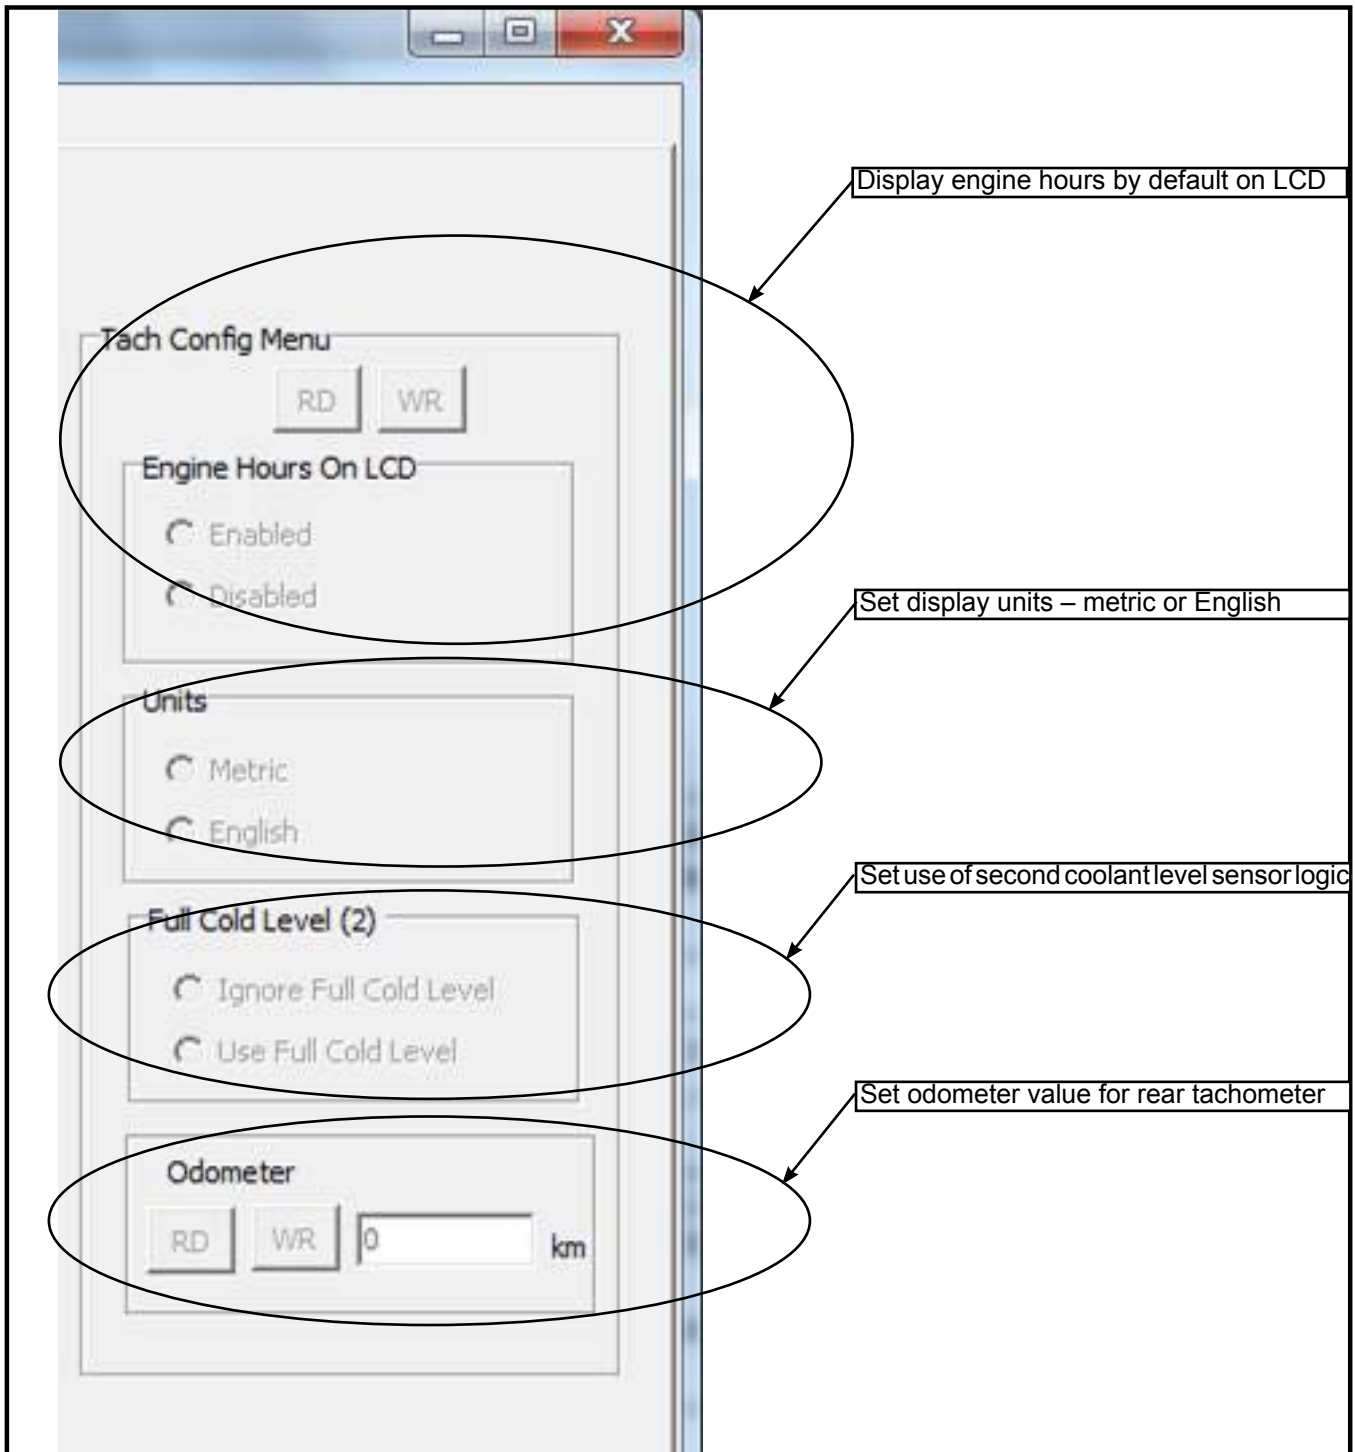 Display engine hours by default on LCD
Tach Config Menu
RD WR
Engine Hours On LCD
Enabled
Disabled
Set display units – metric or English
Units
Metric
English
Set use of second coolant level sensor logic
Full Cold Level (2)
Ignore Full Cold Level
Use Full Cold Level
Set odometer value for rear tachometer
Odometer
RD WR 0 km